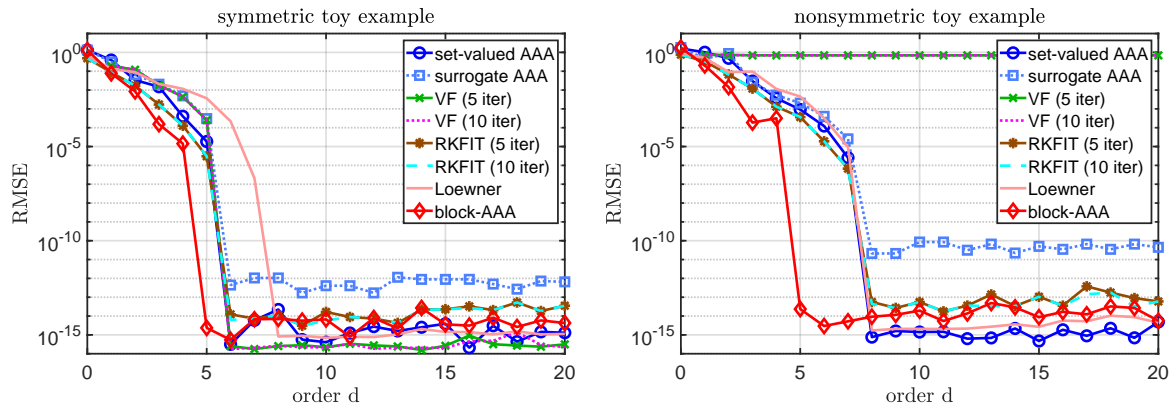 symmetric toy example
RMSE
10^0
10^-5
10^-10
10^-15
0 5 10 15 20
order d
set-valued AAA
surrogate AAA
VF (5 iter)
VF (10 iter)
RKFIT (5 iter)
RKFIT (10 iter)
Loewner
block-AAA
nonsymmetric toy example
RMSE
10^0
10^-5
10^-10
10^-15
0 5 10 15 20
order d
set-valued AAA
surrogate AAA
VF (5 iter)
VF (10 iter)
RKFIT (5 iter)
RKFIT (10 iter)
Loewner
block-AAA